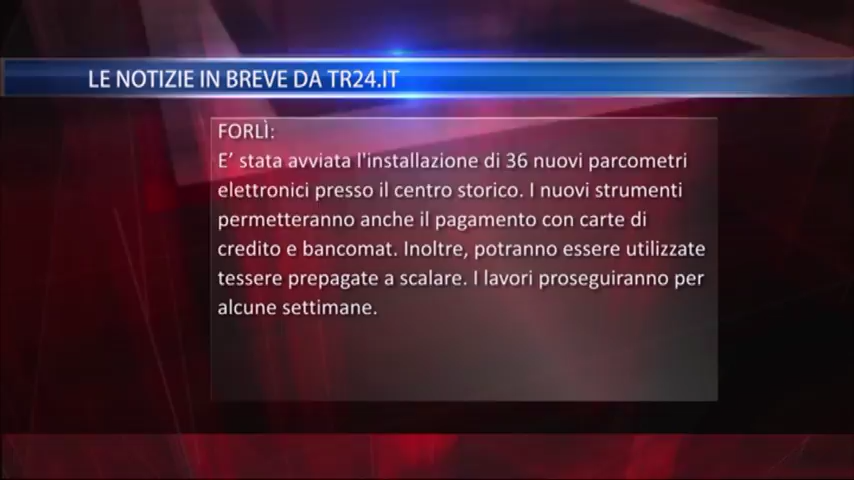 LE NOTIZIE IN BREVE DA TR24.IT
FORLÌ:
E' stata avviata l'installazione di 36 nuovi parcometri
elettronici presso il centro storico. I nuovi strumenti
permetteranno anche il pagamento con carte di
credito e bancomat. Inoltre, potranno essere utilizzate
tessere prepagate a scalare. I lavori proseguiranno per
alcune settimane.